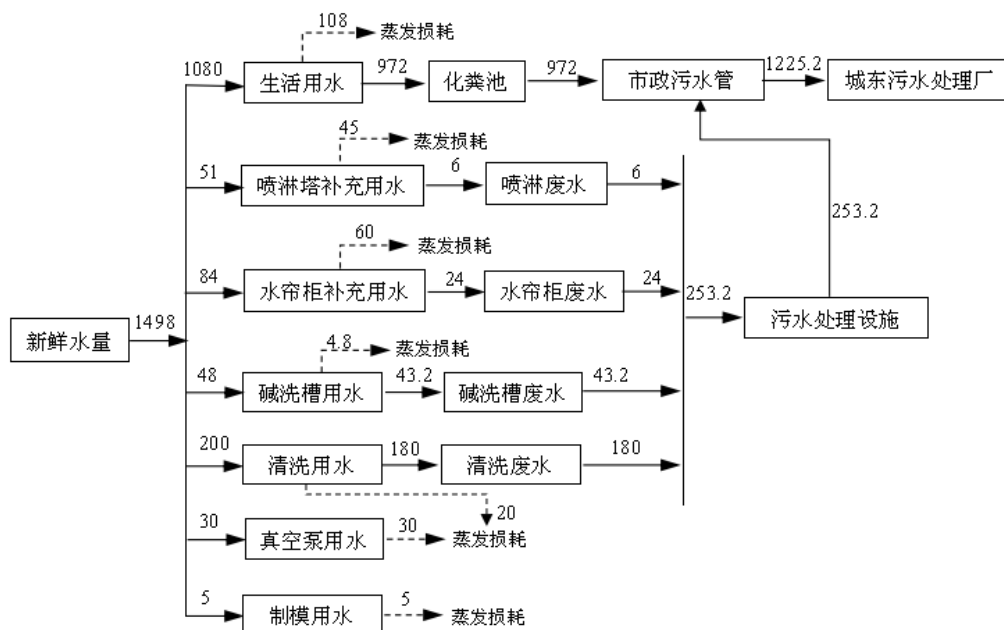 108
蒸发损耗
1080
生活用水
972
化粪池
972
市政污水管
1225.2
城东污水处理厂
45
蒸发损耗
51
喷淋塔补充用水
6
喷淋废水
6
253.2
60
蒸发损耗
84
水帘柜补充用水
24
水帘柜废水
24
253.2
污水处理设施
新鲜水量
1498
4.8
蒸发损耗
48
碱洗槽用水
43.2
碱洗槽废水
43.2
200
清洗用水
180
清洗废水
180
20
30
真空泵用水
30
蒸发损耗
5
制模用水
5
蒸发损耗